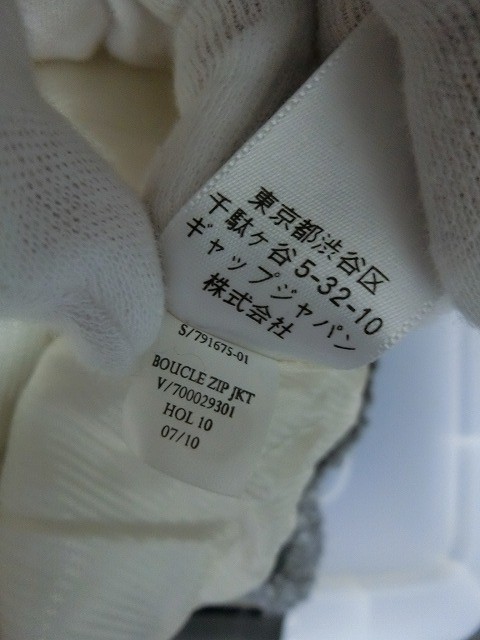 東京都渋谷区
千駄ヶ谷5-32-10
ギャップジャパン
株式会社
S/791675-01
BOUCLE ZIP JKT
V/700029301
HOL 10
07/10